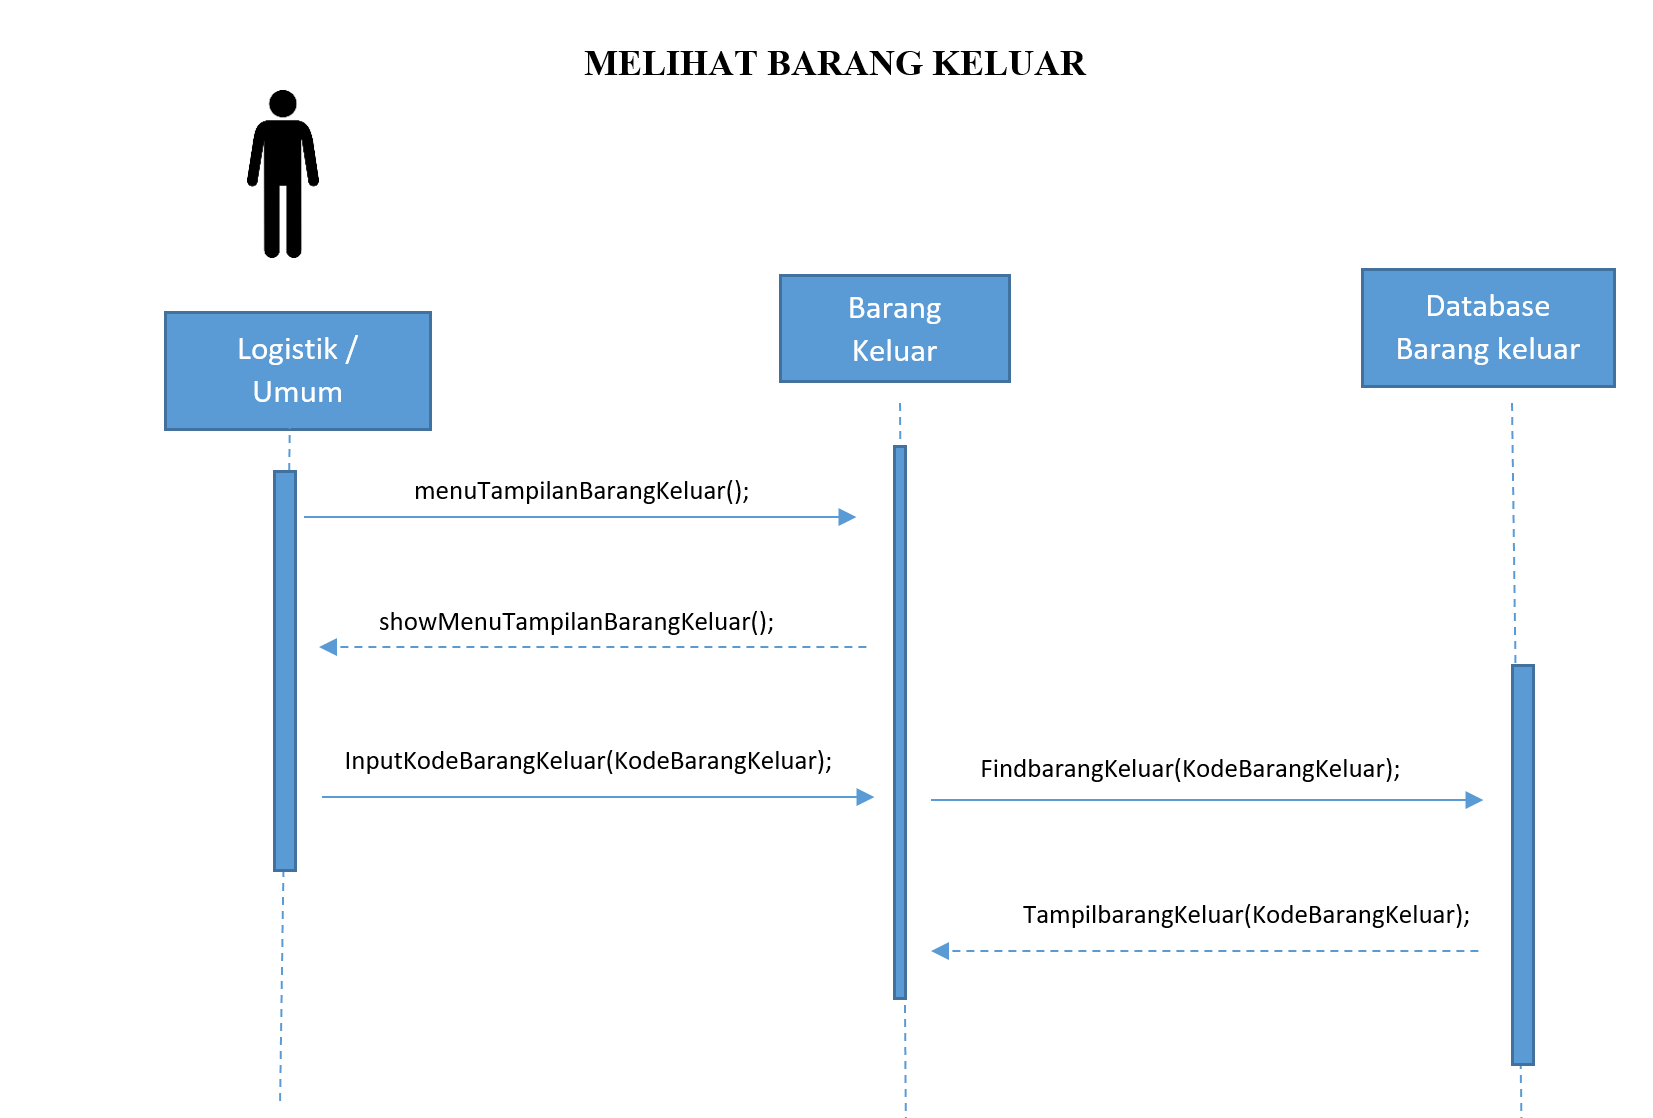 MELIHAT BARANG KELUAR
Logistik /
Umum
Barang
Keluar
Database
Barang keluar
menuTampilanBarangKeluar();
showMenuTampilanBarangKeluar();
InputKodeBarangKeluar(KodeBarangKeluar);
FindbarangKeluar(KodeBarangKeluar);
TampilbarangKeluar(KodeBarangKeluar);